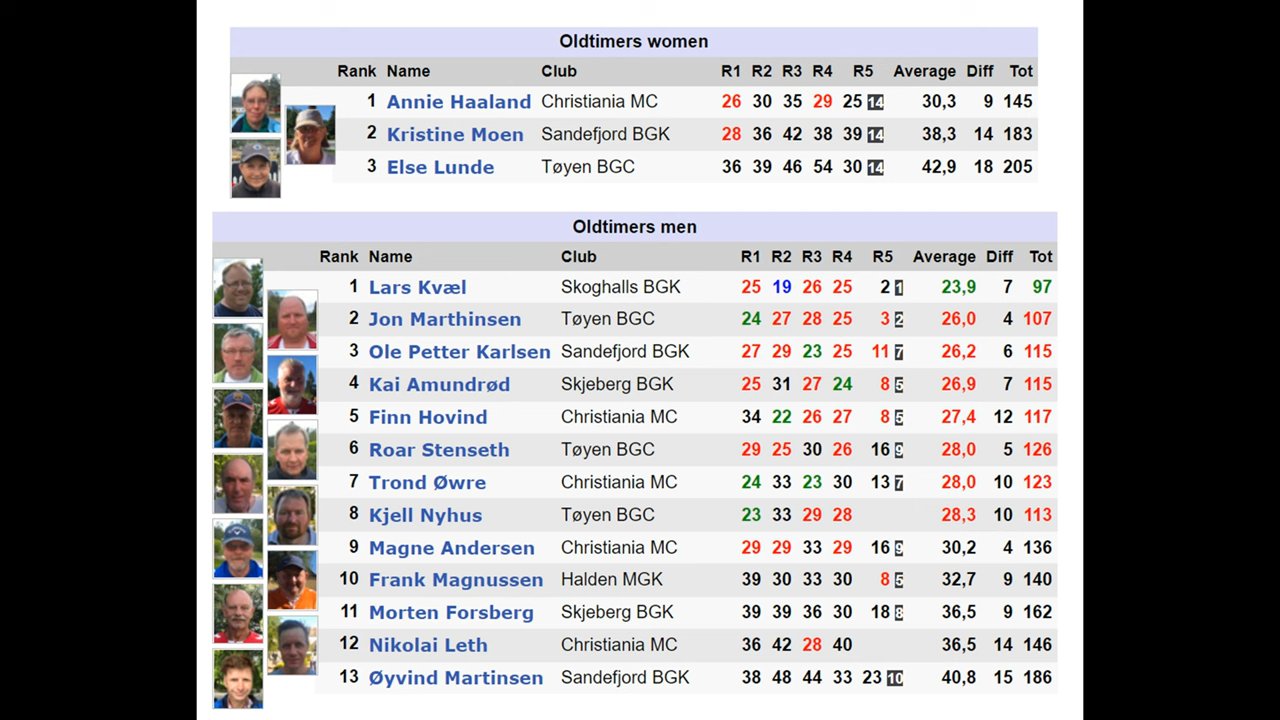 Oldtimers women
Rank Name Club R1 R2 R3 R4 R5 Average Diff Tot
1 Annie Haaland Christiania MC 26 30 35 29 25 14 30,3 9 145
2 Kristine Moen Sandefjord BGK 28 36 42 38 39 14 38,3 14 183
3 Else Lunde Tøyen BGC 36 39 46 54 30 14 42,9 18 205
Oldtimers men
Rank Name Club R1 R2 R3 R4 R5 Average Diff Tot
1 Lars Kvæl Skoghalls BGK 25 19 26 25 2 1 23,9 7 97
2 Jon Marthinsen Tøyen BGC 24 27 28 25 3 2 26,0 4 107
3 Ole Petter Karlsen Sandefjord BGK 27 29 23 25 11 7 26,2 6 115
4 Kai Amundrød Skjeberg BGK 25 31 27 24 8 5 26,9 7 115
5 Finn Hovind Christiania MC 34 22 26 27 8 5 27,4 12 117
6 Roar Stenseth Tøyen BGC 29 25 30 26 16 9 28,0 5 126
7 Trond Øwre Christiania MC 24 33 23 30 13 7 28,0 10 123
8 Kjell Nyhus Tøyen BGC 23 33 29 28 28,3 10 113
9 Magne Andersen Christiania MC 29 29 33 29 16 9 30,2 4 136
10 Frank Magnussen Halden MGK 39 30 33 30 8 5 32,7 9 140
11 Morten Forsberg Skjeberg BGK 39 39 36 30 18 8 36,5 9 162
12 Nikolai Leth Christiania MC 36 42 28 40 36,5 14 146
13 Øyvind Martinsen Sandefjord BGK 38 48 44 33 23 10 40,8 15 186